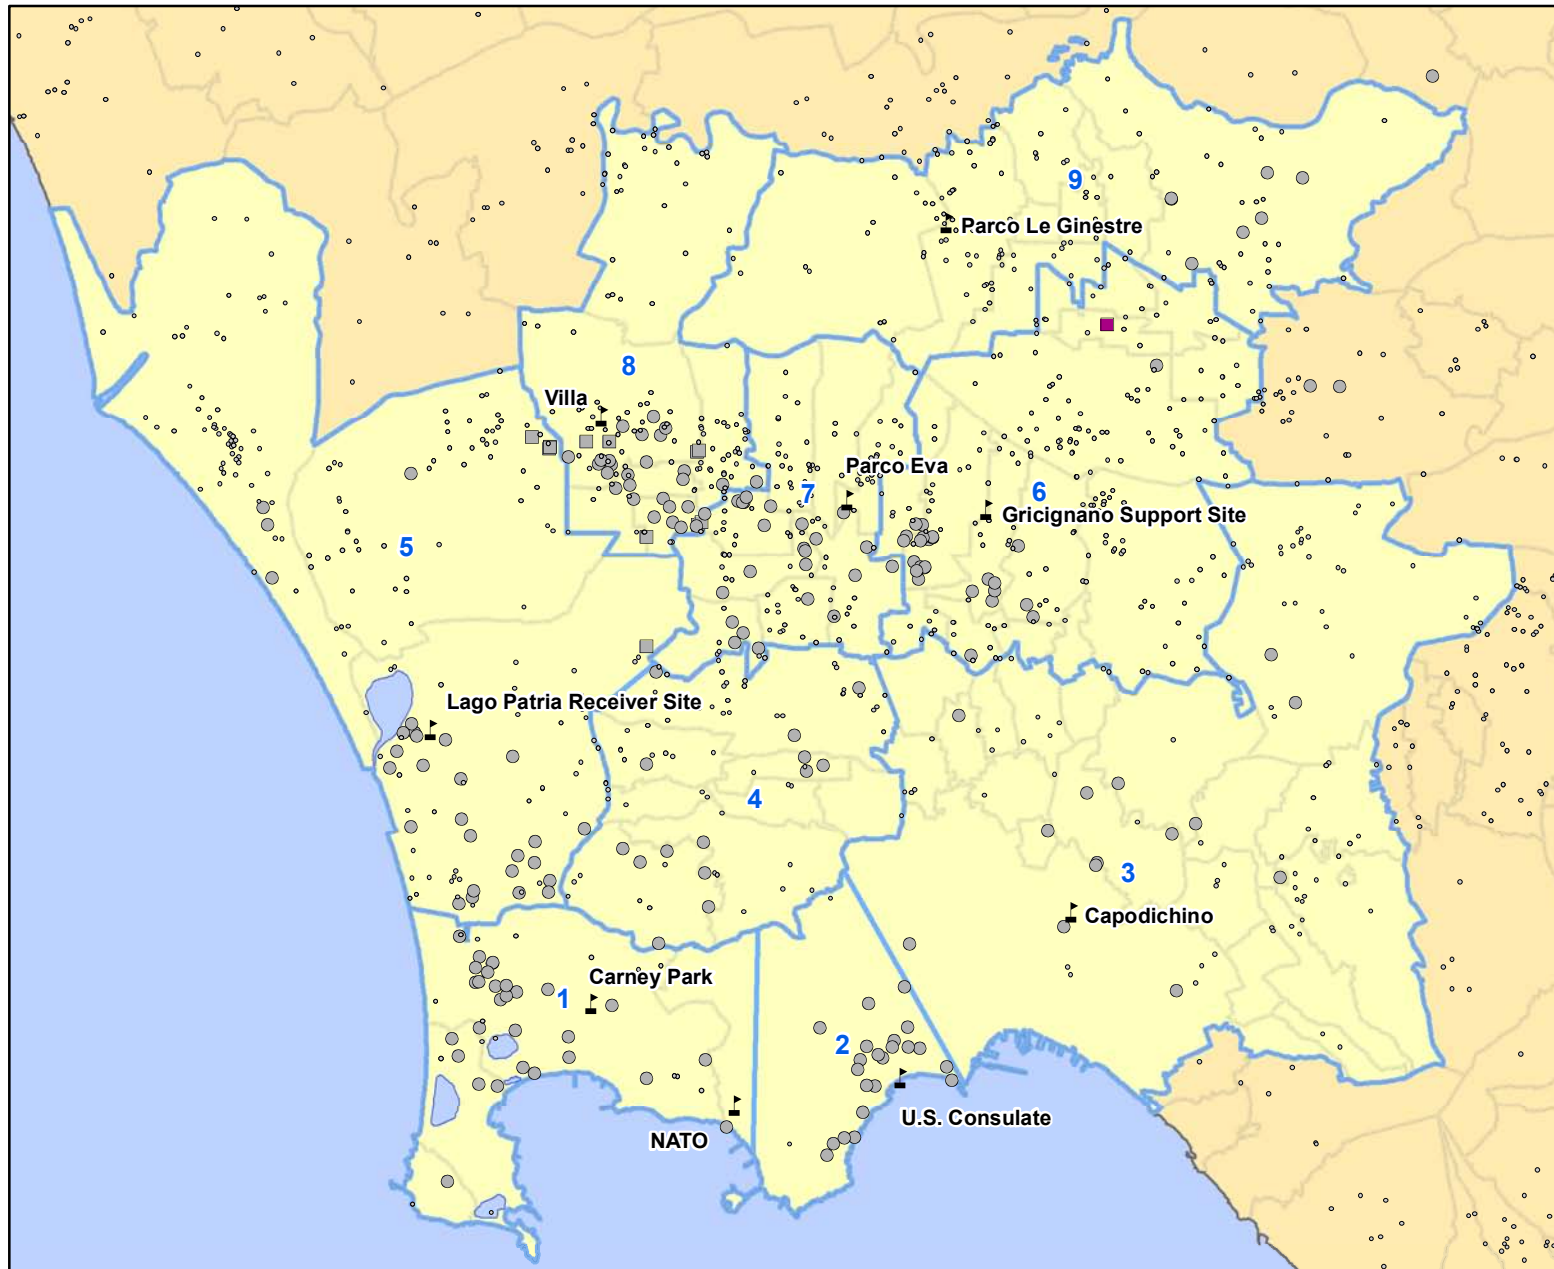 9
Parco Le Ginestre
8
Villa
Parco Eva
7
6
Gricignano Support Site
5
Lago Patria Receiver Site
4
3
Capodichino
Carney Park
1
2
U.S. Consulate
NATO